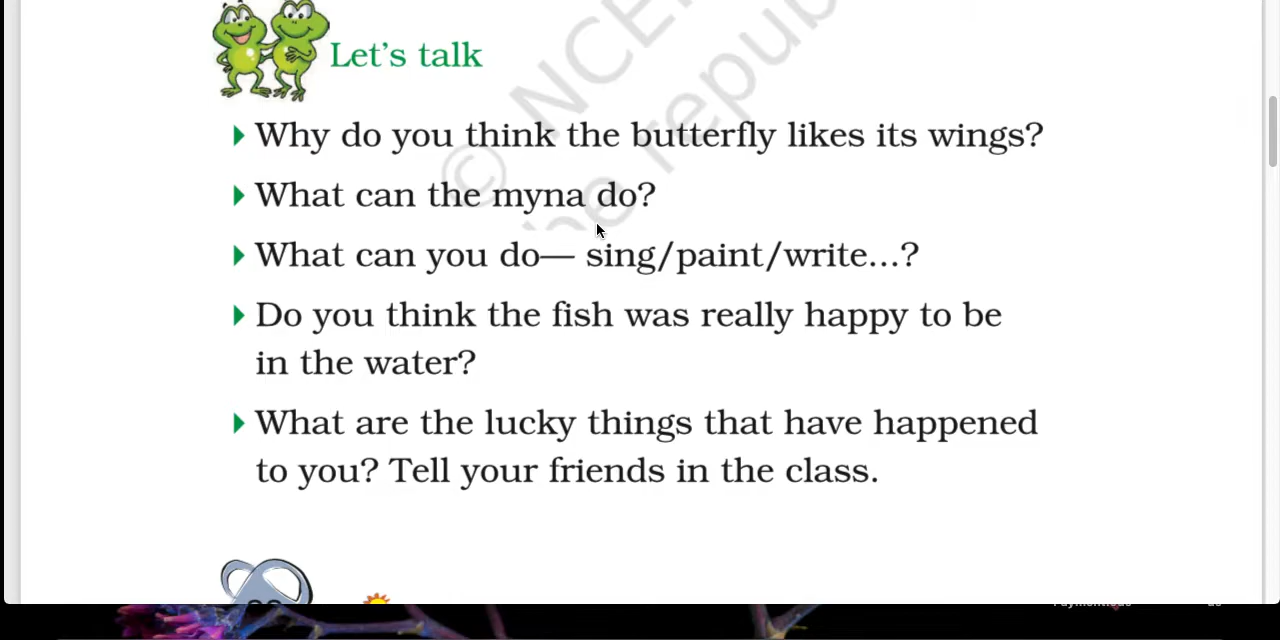 Let's talk
Why do you think the butterfly likes its wings?
What can the myna do?
What can you do— sing/paint/write...?
Do you think the fish was really happy to be
in the water?
What are the lucky things that have happened
to you? Tell your friends in the class.